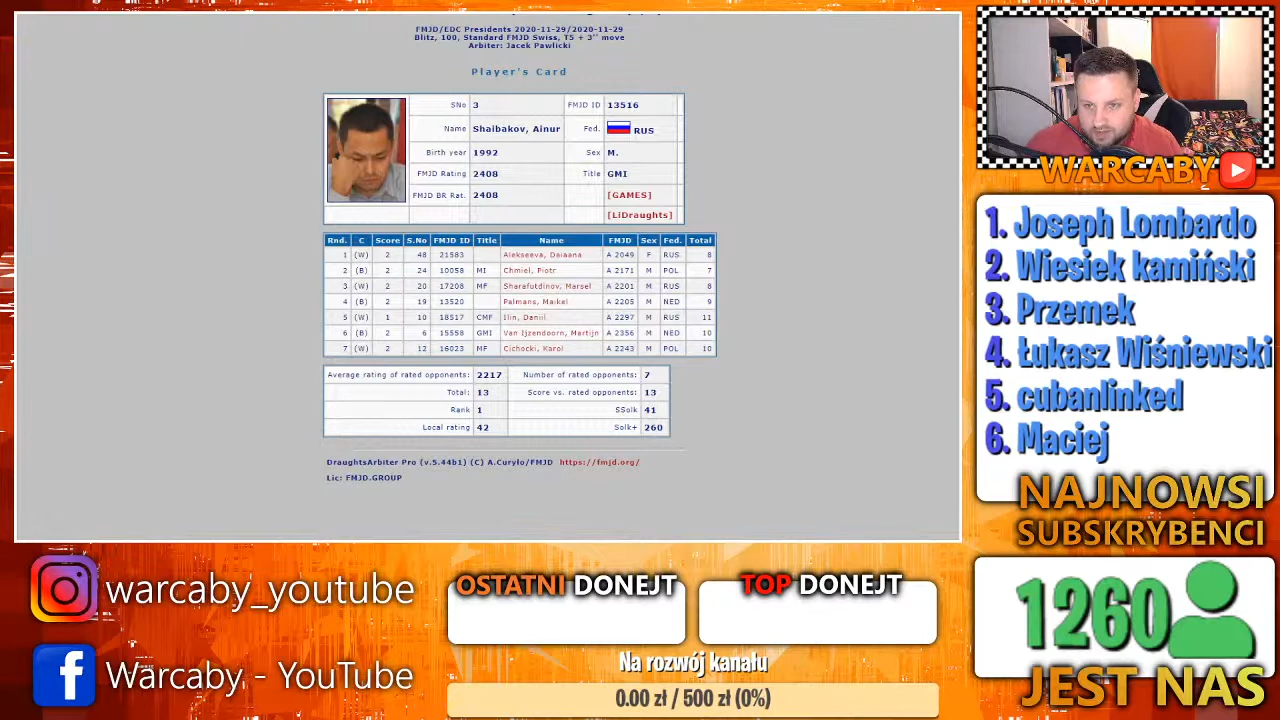 FMJD/EDC Presidents 2020-11-29/2020-11-29
Blitz, 100, Standard FMJD Swiss, T5 + 3'' move
Arbiter: Jacek Pawlicki
Player's Card
SNo 3 FMJD ID 13516
Name Shaibakov, Ainur Fed. RUS
Birth year 1992 Sex M.
FMJD Rating 2408 Title GMI
FMJD BR Rat. 2408 [GAMES]
[LiDraughts]
Rnd. C Score S.No FMJD ID Title Name FMJD Sex Fed. Total
1 (W) 2 48 21583 Alekseeva, Daiaana A 2049 F RUS 8
2 (B) 2 24 10058 MI Chmiel, Piotr A 2171 M POL 7
3 (W) 2 20 17208 MF Sharafutdinov, Marsel A 2201 M RUS 8
4 (B) 2 19 13520 Palmans, Maikel A 2205 M NED 9
5 (W) 1 10 18517 CMF Ilin, Daniil A 2297 M RUS 11
6 (B) 2 6 15558 GMI Van Ijzendoorn, Martijn A 2356 M NED 10
7 (W) 2 12 16023 MF Cichocki, Karol A 2243 M POL 10
Average rating of rated opponents: 2217 Number of rated opponents: 7
Total: 13 Score vs. rated opponents: 13
Rank 1 SSolk 41
Local rating 42 Solk+ 260
DraughtsArbiter Pro (v.5.44b1) (C) A.Curyło/FMJD https://fmjd.org/
Lic: FMJD.GROUP
WARCABY
1. Joseph Lombardo
2. Wiesiek kamiński
3. Przemek
4. Łukasz Wiśniewski
5. cubanlinked
6. Maciej
NAJNOWSI
SUBSKRYBENCI
1260
JEST NAS
warcaby_youtube
Warcaby - YouTube
OSTATNI DONEJT
TOP DONEJT
Na rozwój kanału
0.00 zł / 500 zł (0%)